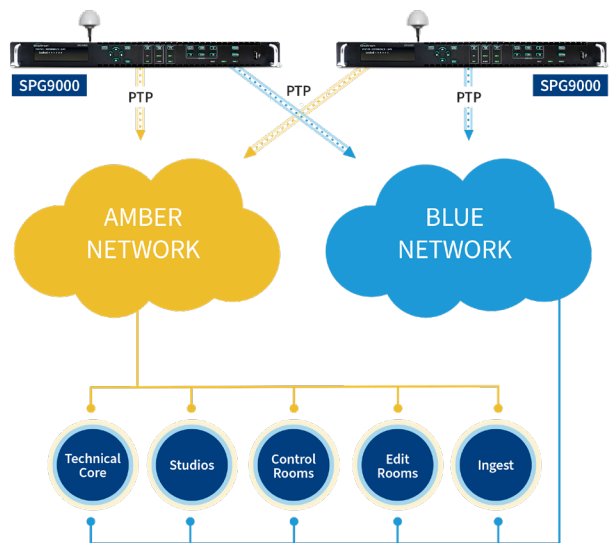 SPG9000
SPG9000
PTP
PTP
PTP
AMBER
NETWORK
BLUE
NETWORK
Technical
Core
Studios
Control
Rooms
Edit
Rooms
Ingest